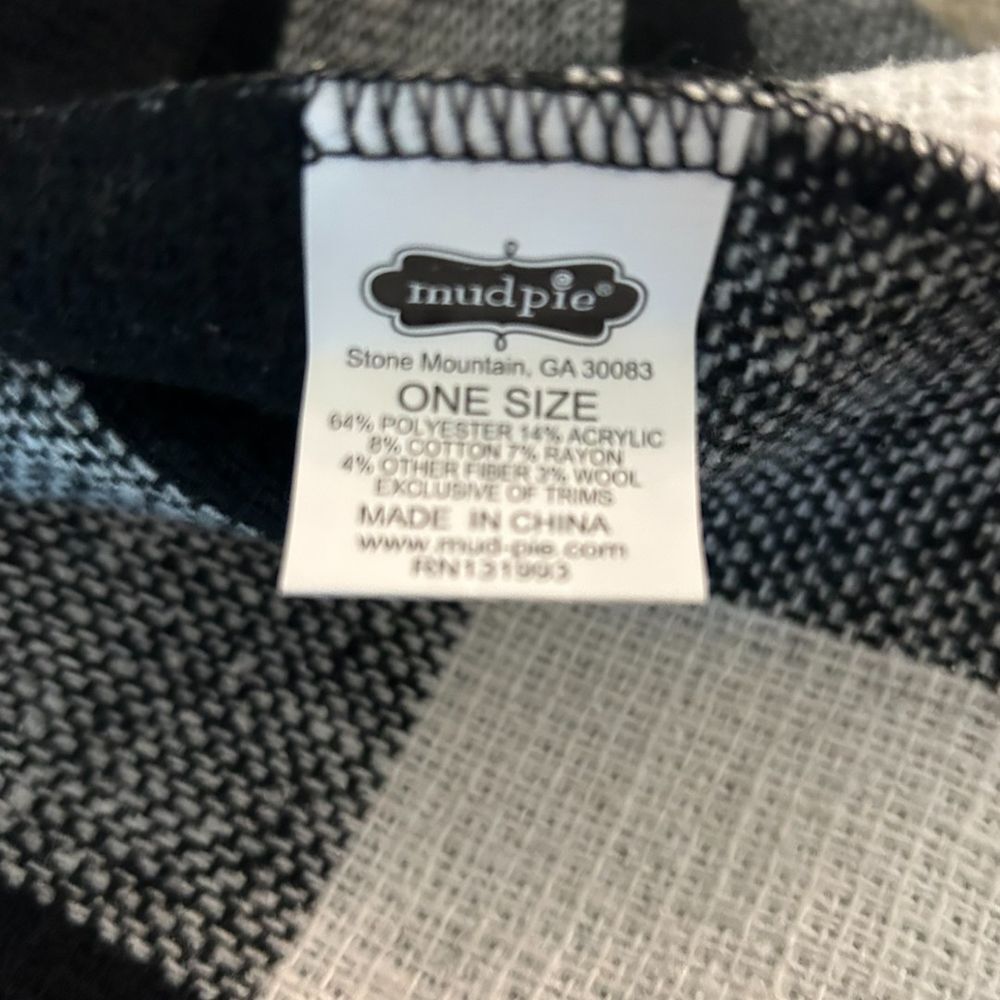 mudpie®
Stone Mountain, GA 30083
ONE SIZE
64% POLYESTER 14% ACRYLIC
8% COTTON 7% RAYON
4% OTHER FIBER 3% WOOL
EXCLUSIVE OF TRIMS
MADE IN CHINA
www.mud-pie.com